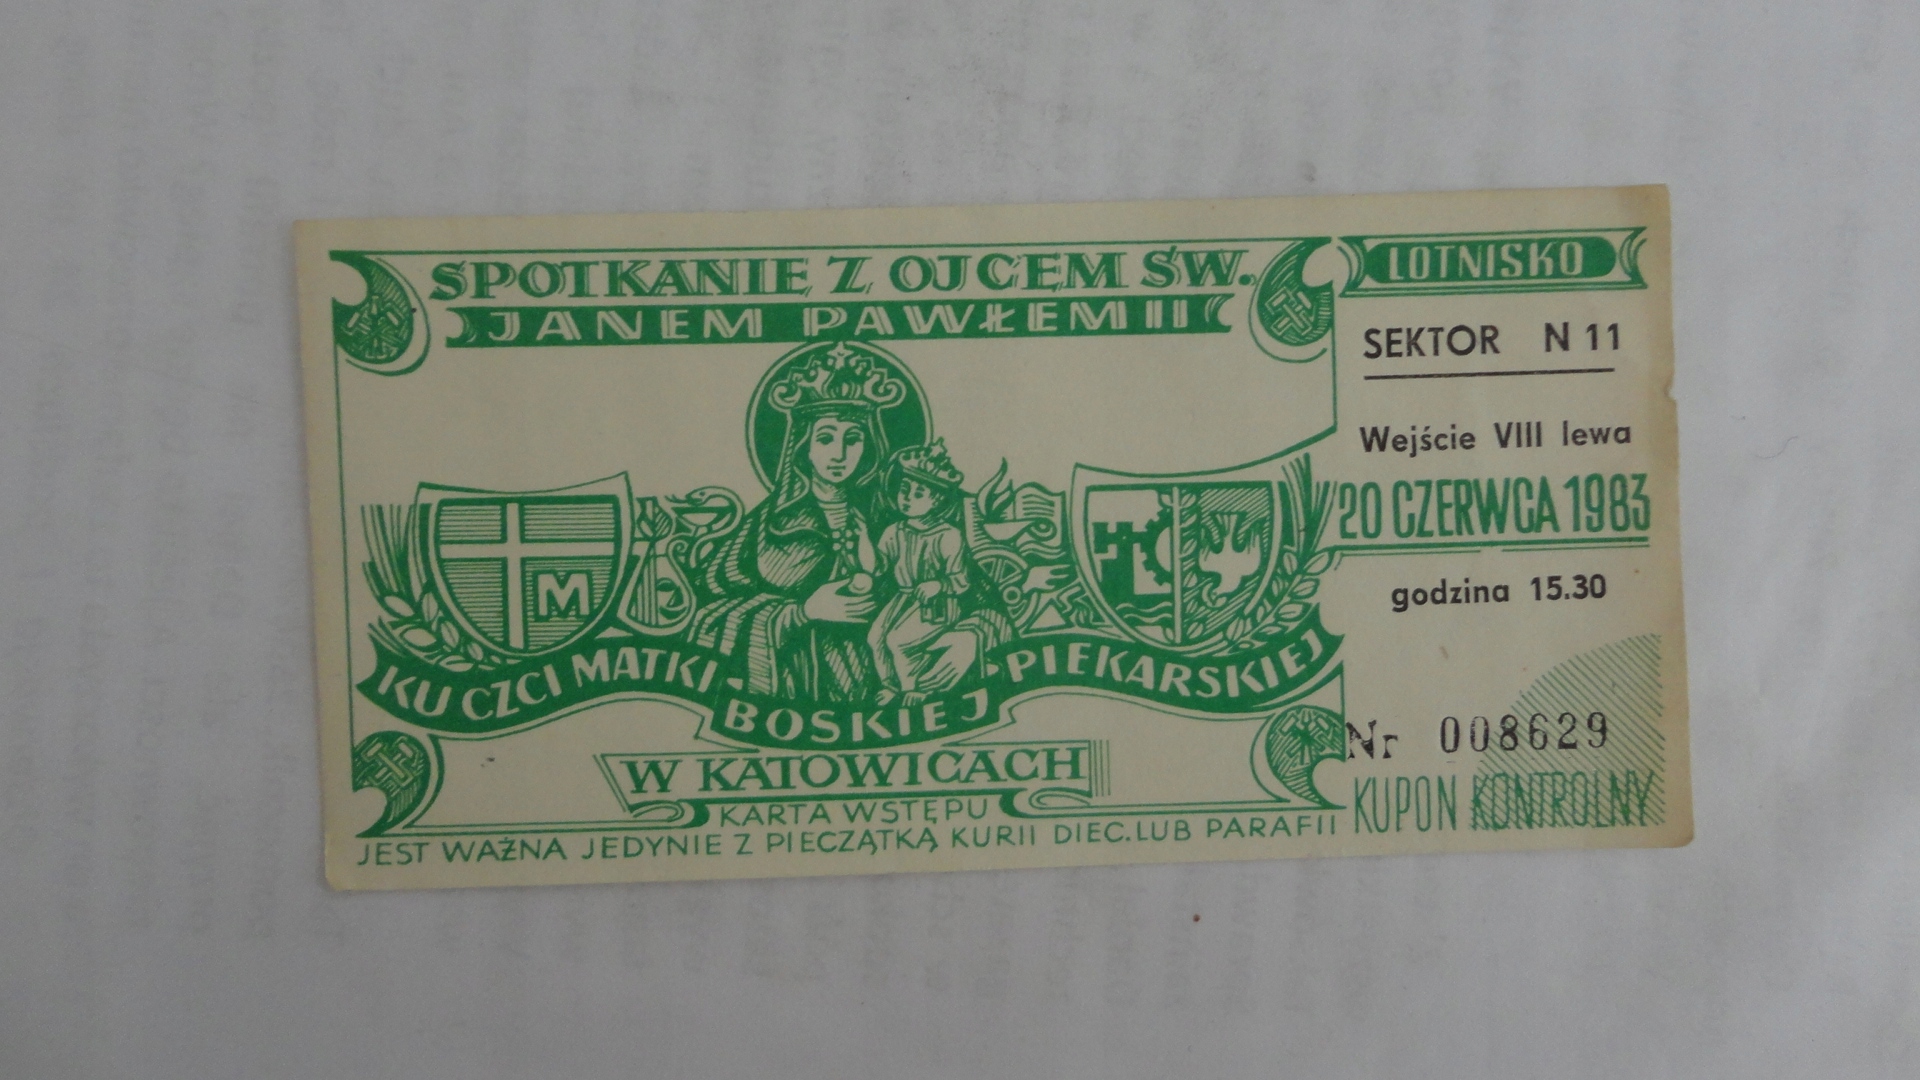 SPOTKANIE Z OJCEM ŚW.
JANEM PAWŁEM II
M
KU CZCI MATKI BOSKIEJ PIEKARSKIEJ
W KATOWICACH
KARTA WSTĘPU
JEST WAŻNA JEDYNIE Z PIECZĄTKĄ KURII DIEC. LUB PARAFII
LOTNISKO
SEKTOR N 11
Wejście VIII lewa
20 CZERWCA 1983
godzina 15.30
Nr 008629
KUPON KONTROLNY